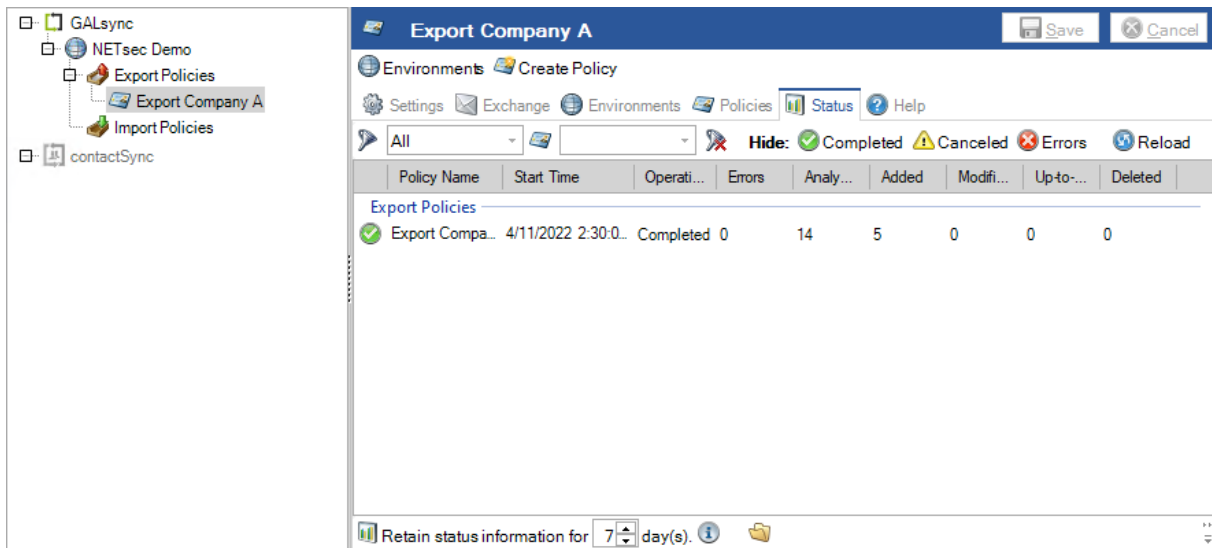 GALsync
NETsec Demo
Export Policies
Export Company A
Import Policies
contactSync
Export Company A
Save Cancel
Environments Create Policy
Settings Exchange Environments Policies Status Help
All Hide: Completed Canceled Errors Reload
Policy Name Start Time Operati... Errors Analy... Added Modifi... Up-to-... Deleted
Export Policies
Export Compa... 4/11/2022 2:30:0... Completed 0 14 5 0 0 0
Retain status information for 7 day(s).